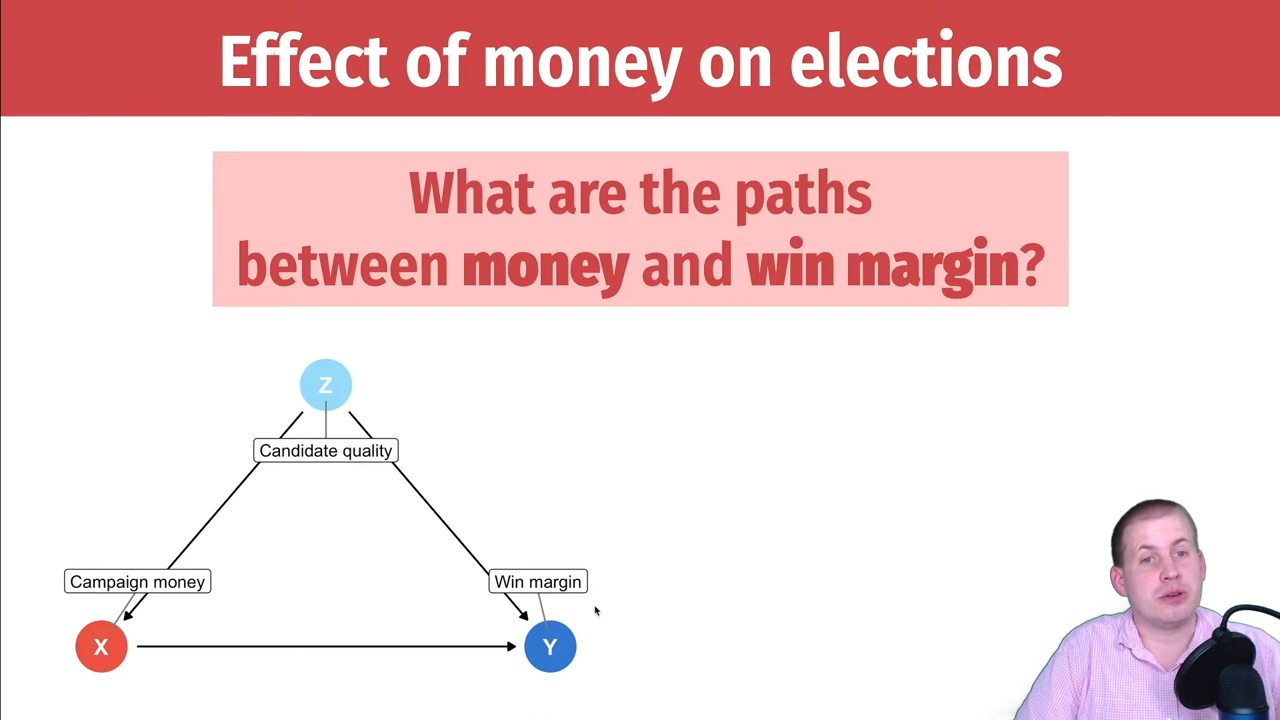 Effect of money on elections
What are the paths
between money and win margin?
Z
Candidate quality
Campaign money
Win margin
X
Y